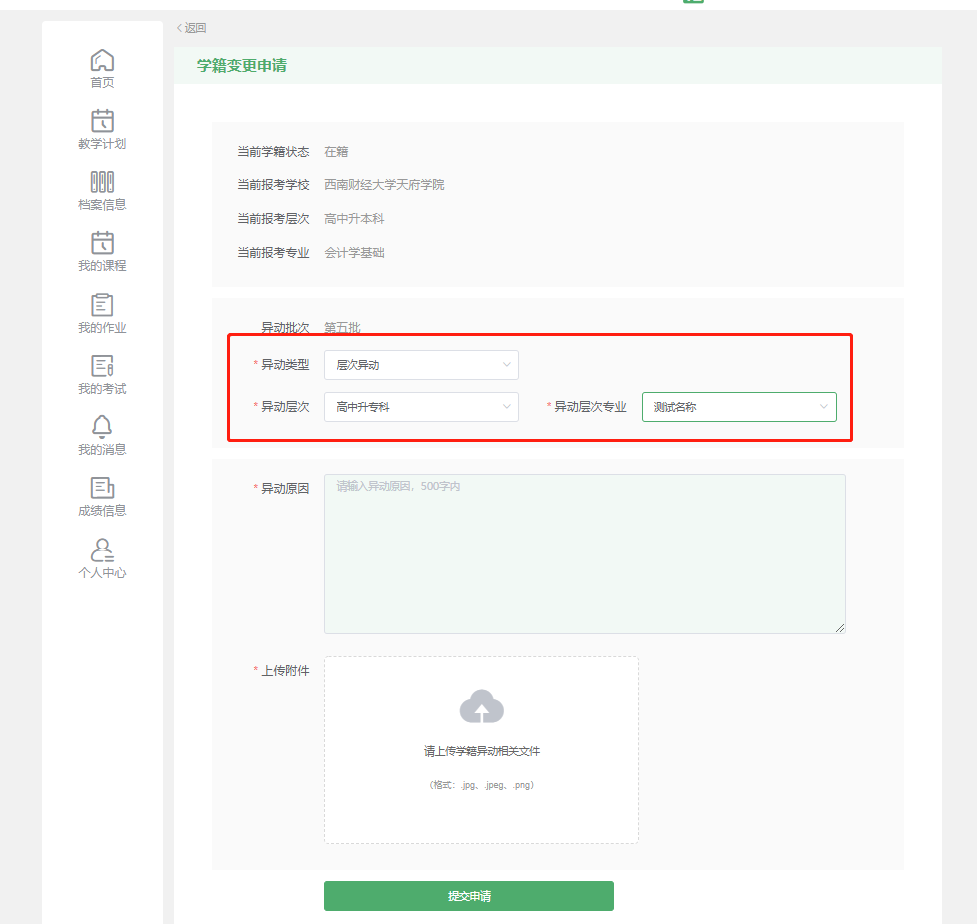 返回
首页
教学计划
档案信息
我的课程
我的作业
我的考试
我的消息
成绩信息
个人中心
学籍变更申请
当前学籍状态 在籍
当前报考学校 西南财经大学天府学院
当前报考层次 高中升本科
当前报考专业 会计学基础
异动批次 第五批
* 异动类型 层次异动
* 异动层次 高中升专科 * 异动层次专业 测试名称
* 异动原因 请输入异动原因，500字内
* 上传附件
请上传学籍异动相关文件
（格式：.jpg、.jpeg、.png）
提交申请